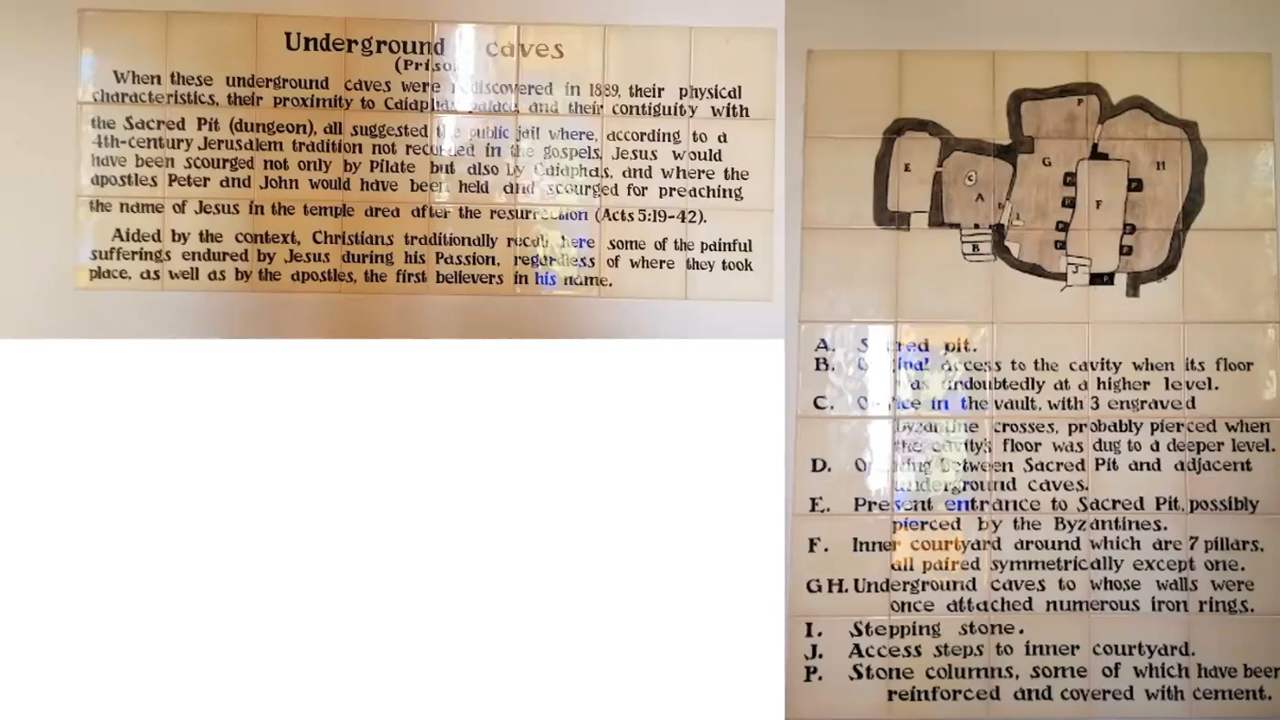 Underground caves
(Priso
When these underground caves were rediscovered in 1889, their physical
characteristics, their proximity to Caiaphas' palace, and their contiguity with
the Sacred Pit (dungeon), all suggested the public jail where, according to a
4th-century Jerusalem tradition not recorded in the gospels, Jesus would
have been scourged not only by Pilate but also by Caiaphas, and where the
apostles Peter and John would have been held and scourged for preaching
the name of Jesus in the temple area after the resurrection (Acts 5:19-42).
Aided by the context, Christians traditionally recall here some of the painful
sufferings endured by Jesus during his Passion, regardless of where they took
place, as well as by the apostles, the first believers in his name.
P
E
G
H
C
A
F
B
J
A. Sacred pit.
B. Original access to the cavity when its floor
was undoubtedly at a higher level.
C. Orifice in the vault, with 3 engraved
byzantine crosses, probably pierced when
the cavity's floor was dug to a deeper level.
D. Opening between Sacred Pit and adjacent
underground caves.
E. Present entrance to Sacred Pit, possibly
pierced by the Byzantines.
F. Inner courtyard around which are 7 pillars,
all paired symmetrically except one.
G H. Underground caves to whose walls were
once attached numerous iron rings.
I. Stepping stone.
J. Access steps to inner courtyard.
P. Stone columns, some of which have been
reinforced and covered with cement.